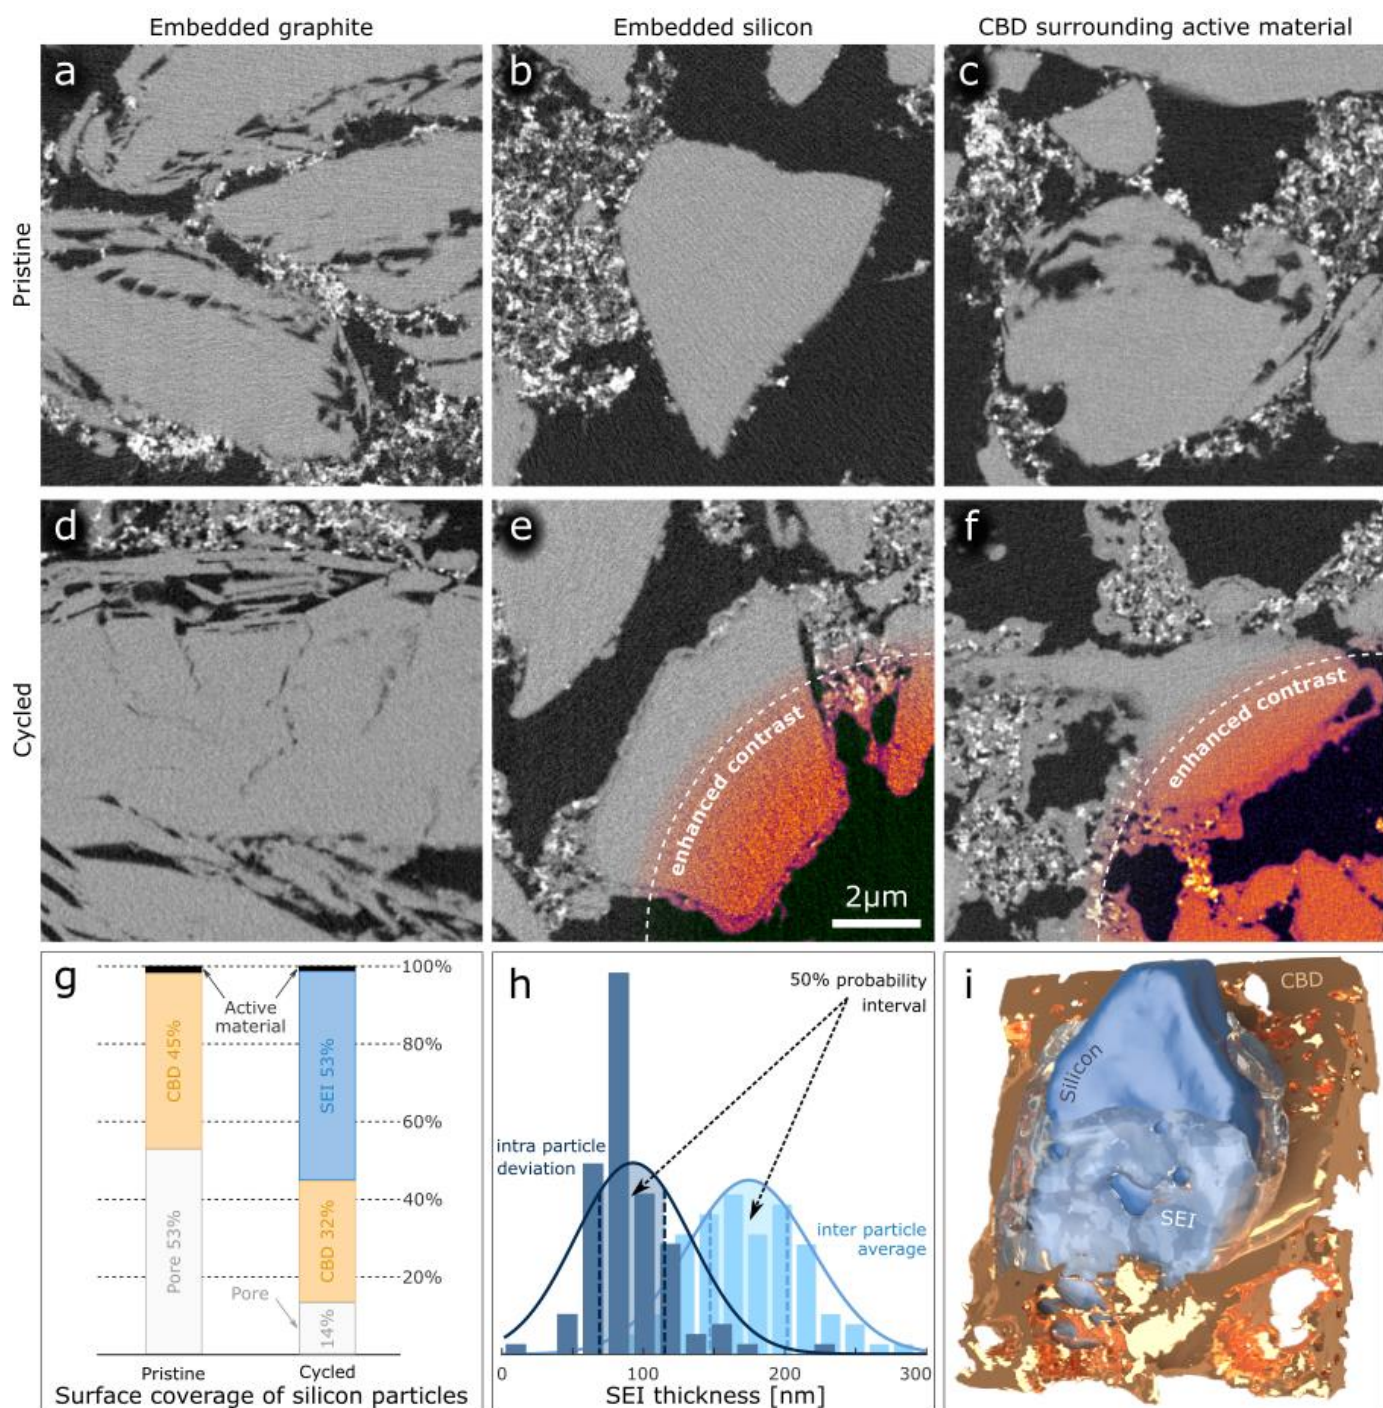 Embedded graphite
Embedded silicon
CBD surrounding active material
Pristine
a
b
c
Cycled
d
e
enhanced contrast
2μm
f
enhanced contrast
g
100%
80%
60%
40%
20%
Active
material
CBD 45%
Pore 53%
SEI 53%
CBD 32%
14%
Pore
Pristine
Cycled
Surface coverage of silicon particles
h
50% probability
interval
intra particle
deviation
inter particle
average
0
100
200
300
SEI thickness [nm]
i
CBD
Silicon
SEI